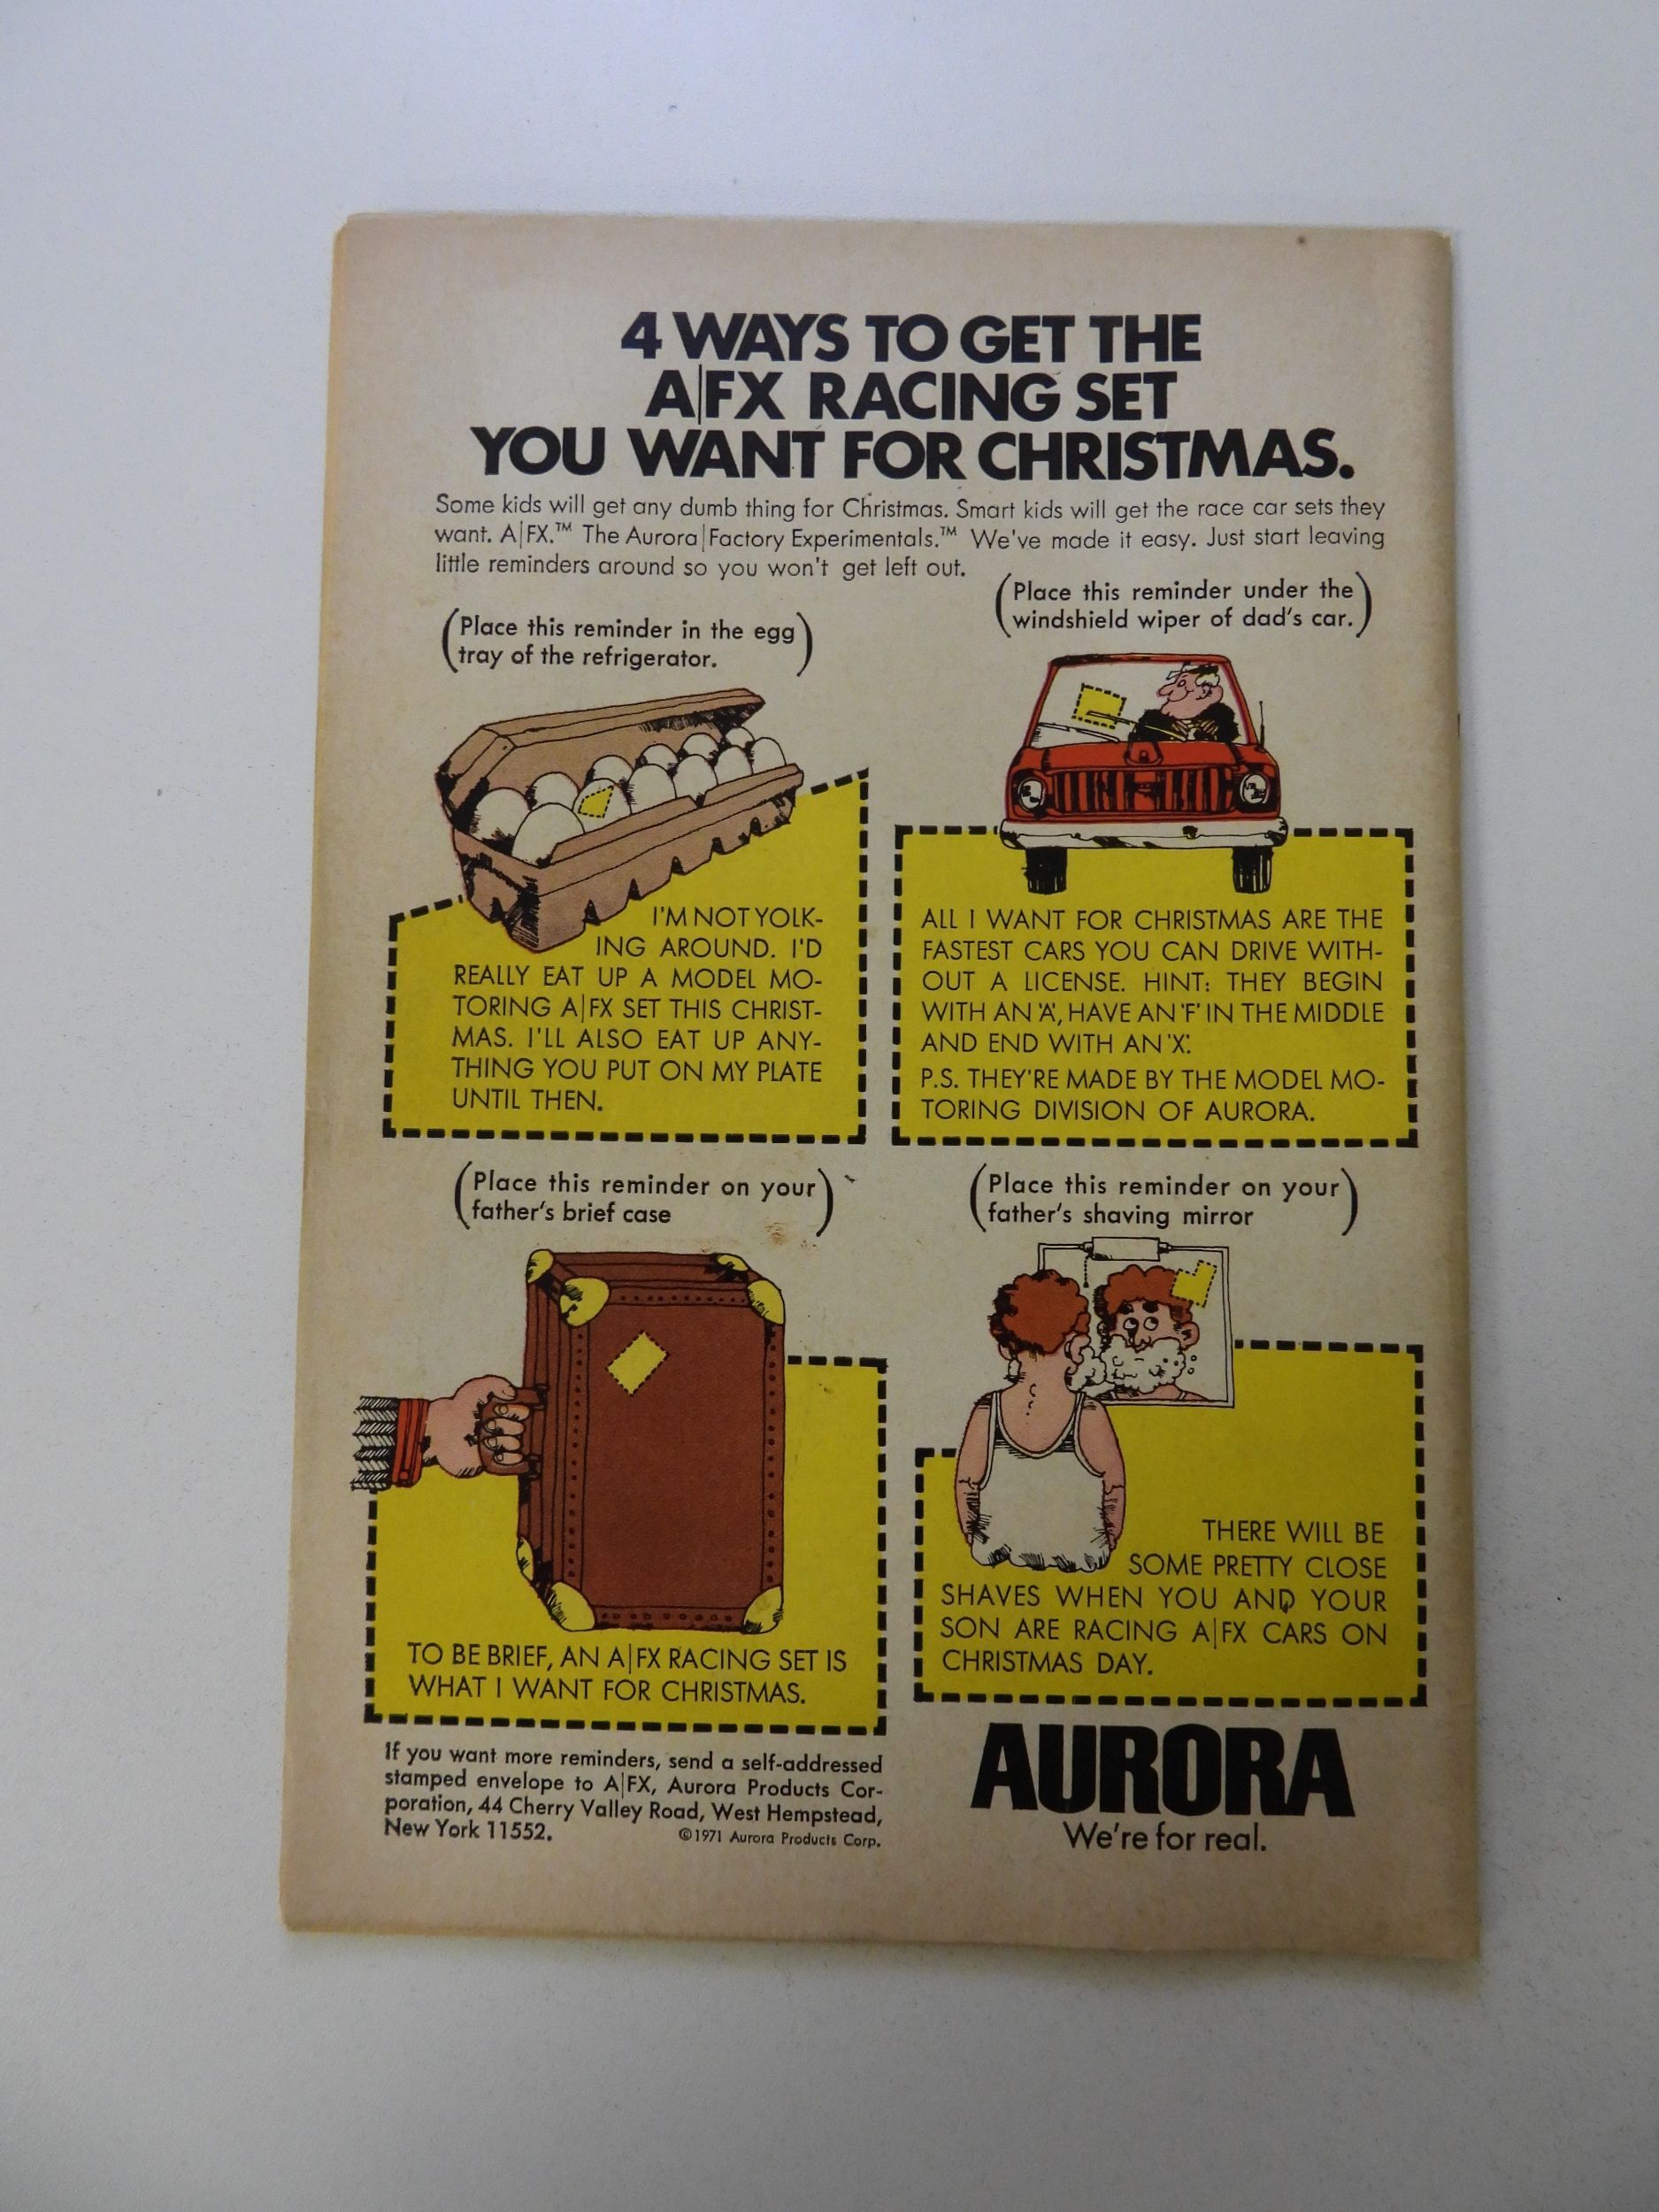 4 WAYS TO GET THE
A|FX RACING SET
YOU WANT FOR CHRISTMAS.
Some kids will get any dumb thing for Christmas. Smart kids will get the race car sets they
want. A|FX.™ The Aurora|Factory Experimentals.™ We've made it easy. Just start leaving
little reminders around so you won't get left out.
(Place this reminder in the egg
tray of the refrigerator.)
(Place this reminder under the
windshield wiper of dad's car.)
I'M NOT YOLK-
ING AROUND. I'D
REALLY EAT UP A MODEL MO-
TORING A|FX SET THIS CHRIST-
MAS. I'LL ALSO EAT UP ANY-
THING YOU PUT ON MY PLATE
UNTIL THEN.
ALL I WANT FOR CHRISTMAS ARE THE
FASTEST CARS YOU CAN DRIVE WITH-
OUT A LICENSE. HINT: THEY BEGIN
WITH AN 'A', HAVE AN 'F' IN THE MIDDLE
AND END WITH AN 'X'.
P.S. THEY'RE MADE BY THE MODEL MO-
TORING DIVISION OF AURORA.
(Place this reminder on your
father's brief case)
(Place this reminder on your
father's shaving mirror)
TO BE BRIEF, AN A|FX RACING SET IS
WHAT I WANT FOR CHRISTMAS.
THERE WILL BE
SOME PRETTY CLOSE
SHAVES WHEN YOU AND YOUR
SON ARE RACING A|FX CARS ON
CHRISTMAS DAY.
If you want more reminders, send a self-addressed
stamped envelope to A|FX, Aurora Products Cor-
poration, 44 Cherry Valley Road, West Hempstead,
New York 11552. ©1971 Aurora Products Corp.
AURORA
We're for real.